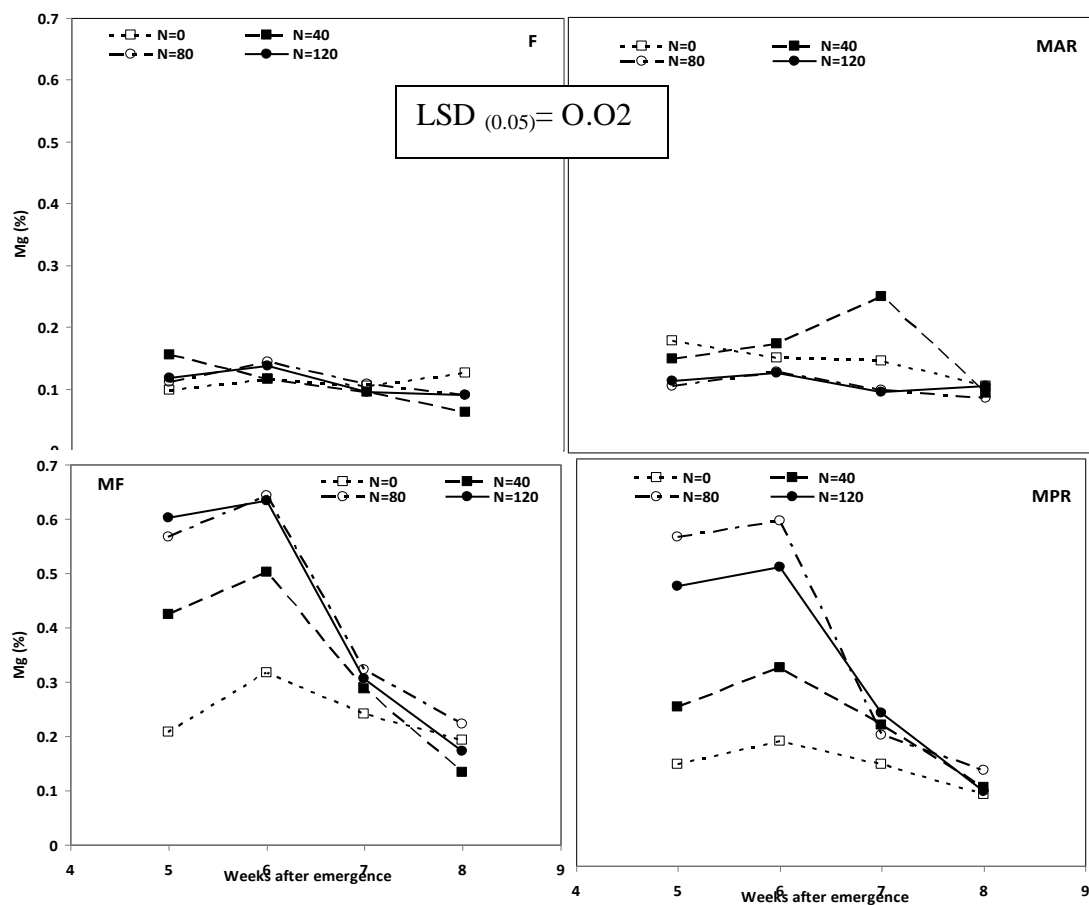 0.7
0.6
0.5
0.4
0.3
0.2
0.1
0
Mg (%)
N=0 N=40
N=80 N=120
F
N=0 N=40
N=80 N=120
MAR
LSD (0.05)= O.O2
0.7
0.6
0.5
0.4
0.3
0.2
0.1
0
Mg (%)
MF
N=0 N=40
N=80 N=120
4 5 6 7 8 9
Weeks after emergence
N=0 N=40
N=80 N=120
MPR
4 5 6 7 8 9
Weeks after emergence